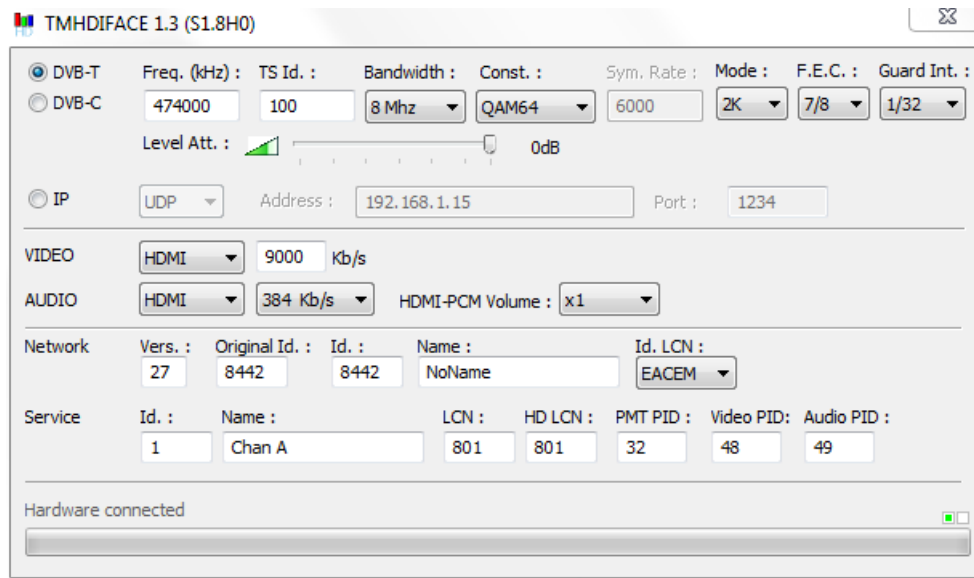 TMHDIFACE 1.3 (S1.8H0)
DVB-T Freq. (kHz) : TS Id. : Bandwidth : Const. : Sym. Rate : Mode : F.E.C. : Guard Int. :
DVB-C 474000 100 8 Mhz QAM64 6000 2K 7/8 1/32
Level Att. : 0dB
IP UDP Address : 192.168.1.15 Port : 1234
VIDEO HDMI 9000 Kb/s
AUDIO HDMI 384 Kb/s HDMI-PCM Volume : x1
Network Vers. : Original Id. : Id. : Name : Id. LCN :
27 8442 8442 NoName EACEM
Service Id. : Name : LCN : HD LCN : PMT PID : Video PID: Audio PID :
1 Chan A 801 801 32 48 49
Hardware connected